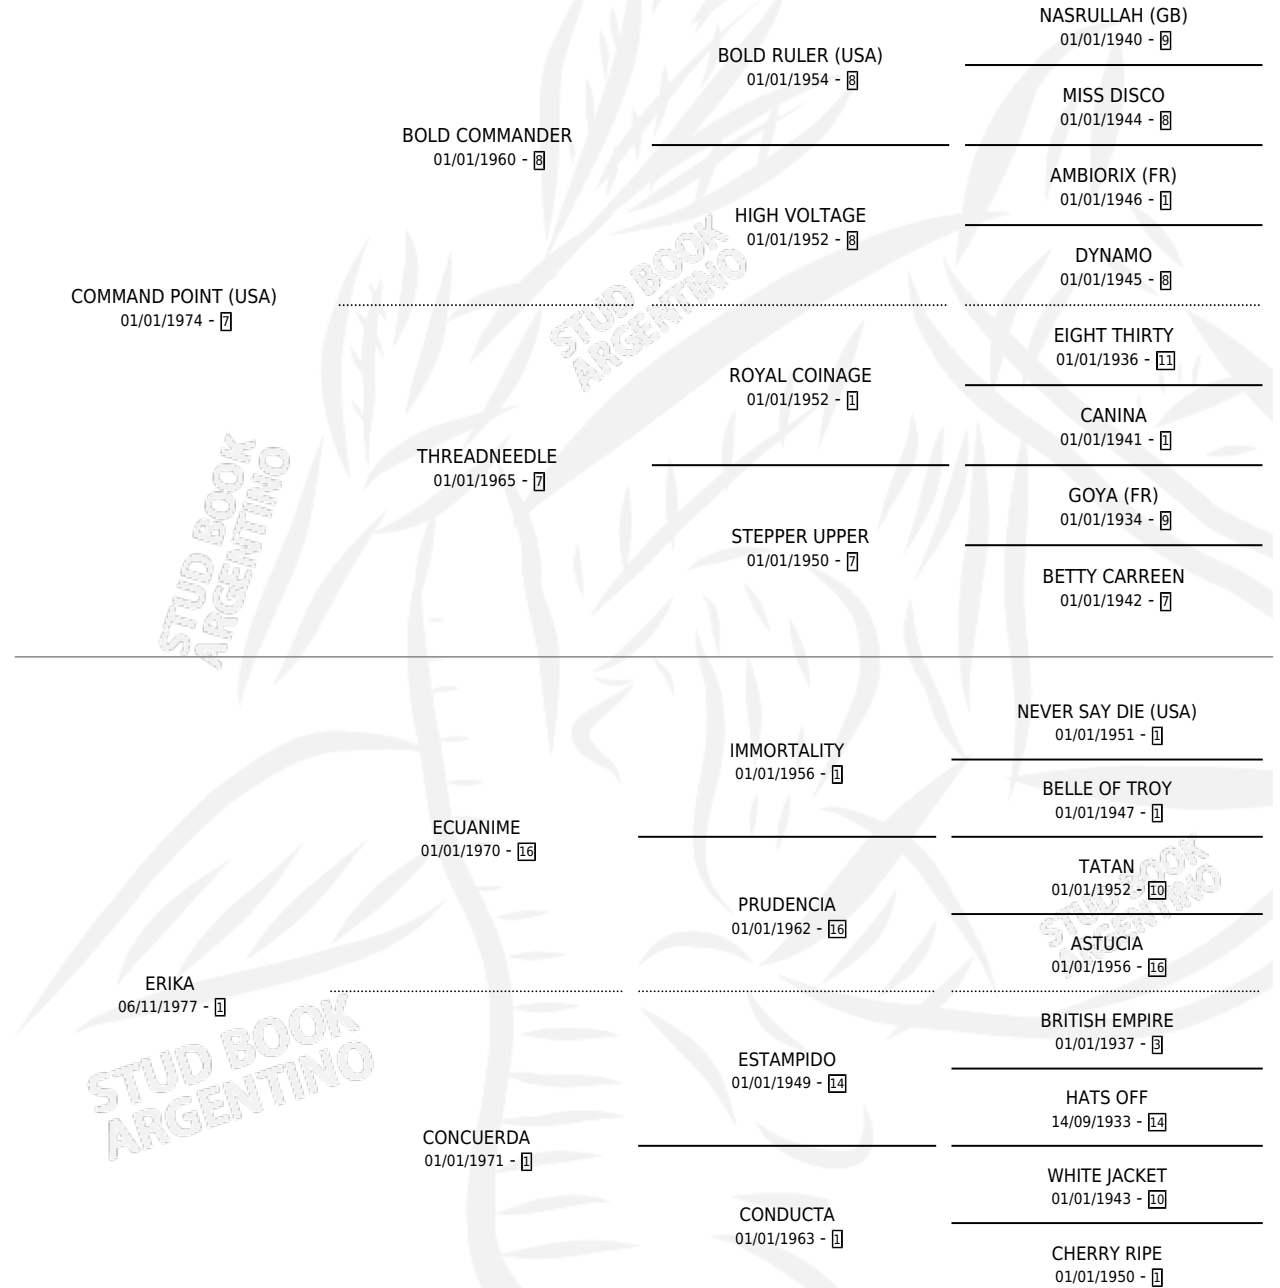 NASRULLAH (GB)
01/01/1940 - 9
BOLD RULER (USA)
01/01/1954 - 8
MISS DISCO
01/01/1944 - 8
BOLD COMMANDER
01/01/1960 - 8
AMBIORIX (FR)
01/01/1946 - 1
HIGH VOLTAGE
01/01/1952 - 8
DYNAMO
01/01/1945 - 8
COMMAND POINT (USA)
01/01/1974 - 7
EIGHT THIRTY
01/01/1936 - 11
ROYAL COINAGE
01/01/1952 - 1
CANINA
01/01/1941 - 1
THREADNEEDLE
01/01/1965 - 7
GOYA (FR)
01/01/1934 - 9
STEPPER UPPER
01/01/1950 - 7
BETTY CARREEN
01/01/1942 - 7
NEVER SAY DIE (USA)
01/01/1951 - 1
IMMORTALITY
01/01/1956 - 1
BELLE OF TROY
01/01/1947 - 1
ECUANIME
01/01/1970 - 16
TATAN
01/01/1952 - 10
PRUDENCIA
01/01/1962 - 16
ASTUCIA
01/01/1956 - 16
ERIKA
06/11/1977 - 1
BRITISH EMPIRE
01/01/1937 - 3
ESTAMPIDO
01/01/1949 - 14
HATS OFF
14/09/1933 - 14
CONCUERDA
01/01/1971 - 1
WHITE JACKET
01/01/1943 - 10
CONDUCTA
01/01/1963 - 1
CHERRY RIPE
01/01/1950 - 1
STUD BOOK
ARGENTINO
STUD BOOK
ARGENTINO
STUD BOOK
ARGENTINO
STUD BOOK
ARGENTINO